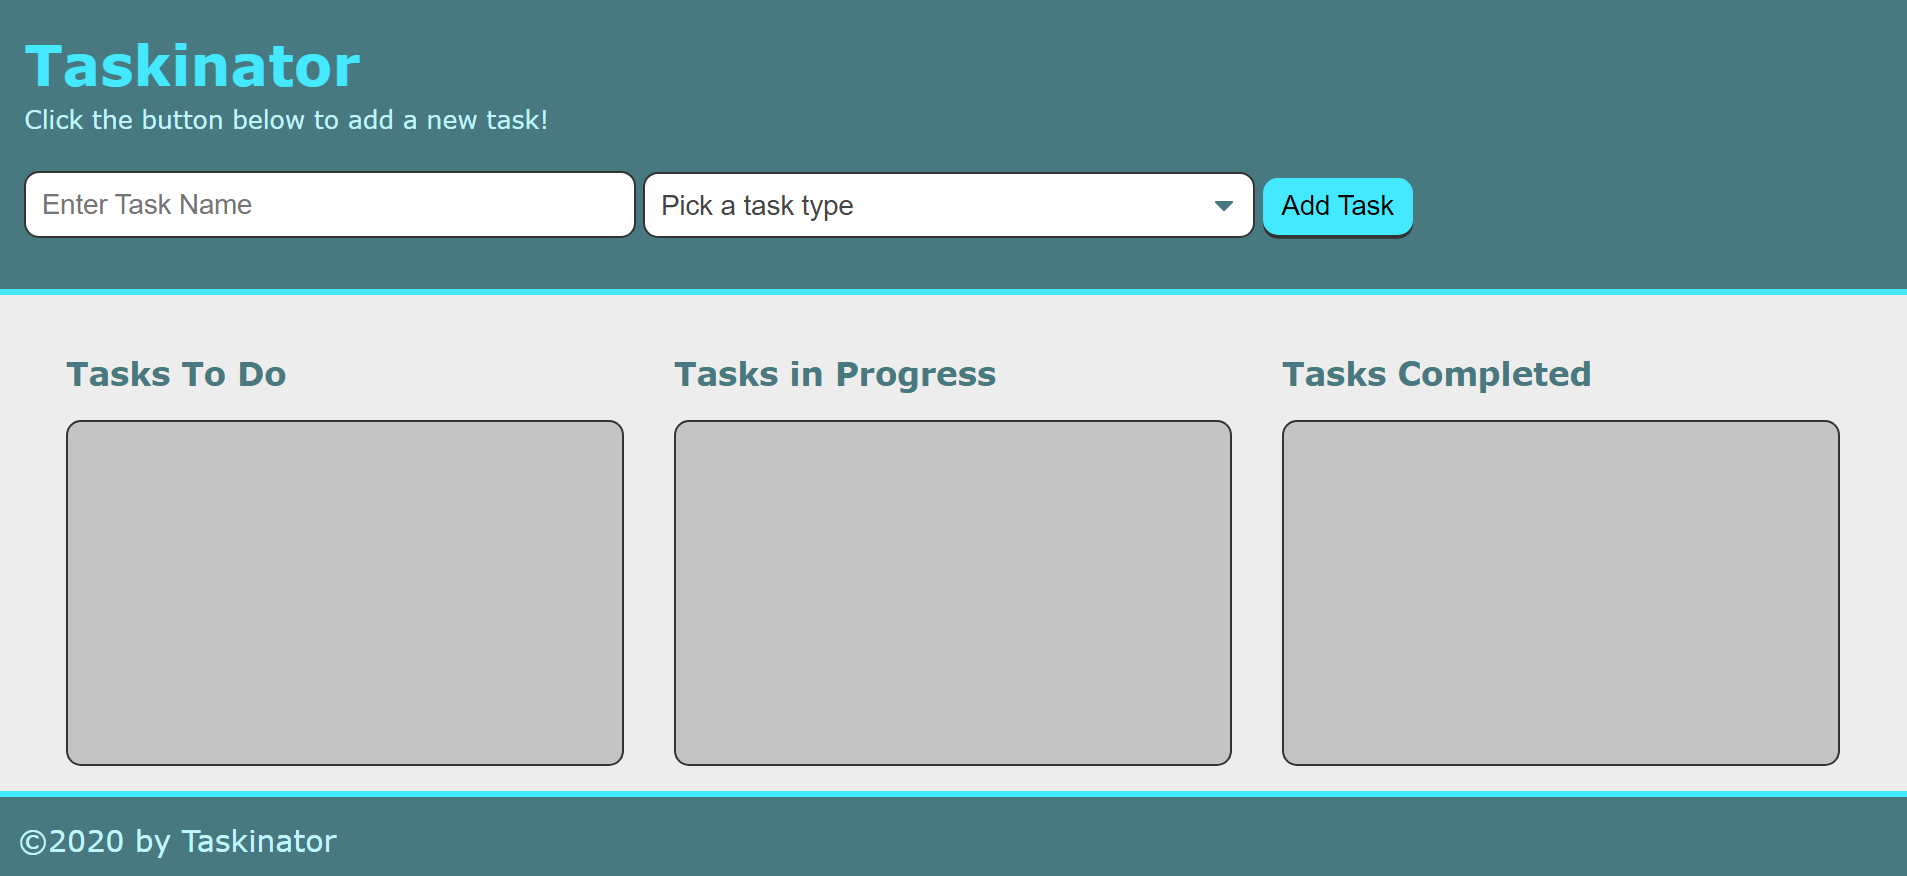 Taskinator
Click the button below to add a new task!
Enter Task Name
Pick a task type
Add Task
Tasks To Do
Tasks in Progress
Tasks Completed
©2020 by Taskinator